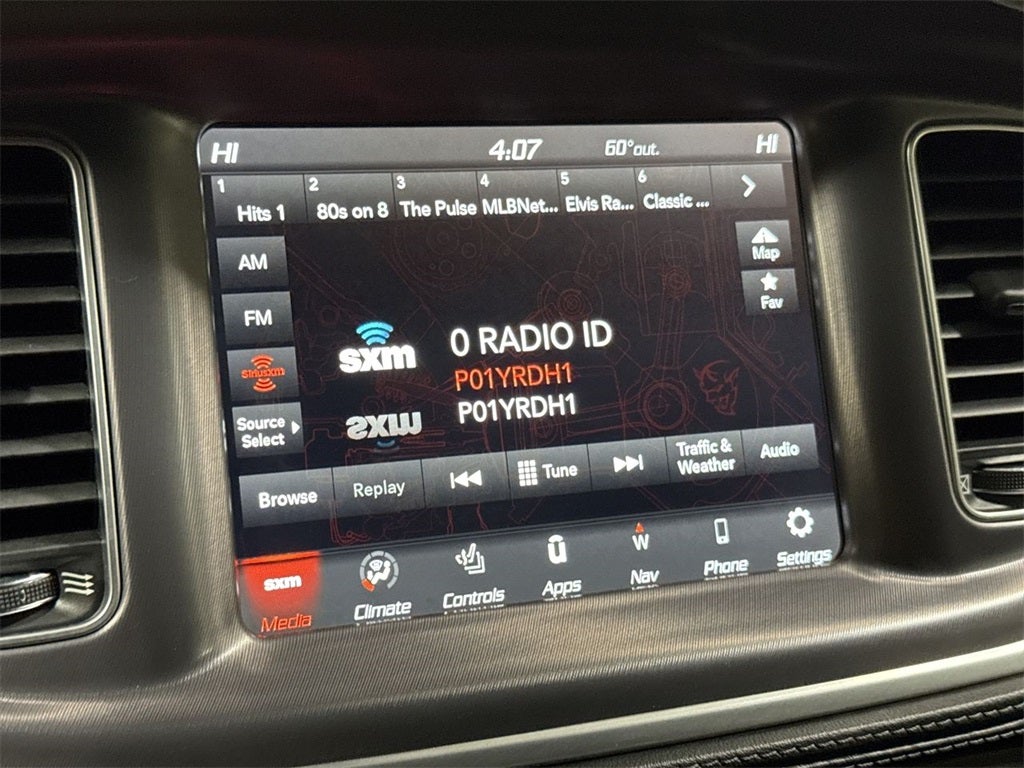 HI 4:07 60°out. HI
1 2 3 4 5 6
Hits 1 80s on 8 The Pulse MLBNet... Elvis Ra... Classic ...
AM
Map
FM
Fav
siriusxm
sxm
0 RADIO ID
P01YRDH1
P01YRDH1
Source
Select
sxm
Browse Replay Tune Traffic &
Weather Audio
sxm
Media Climate Controls Apps W
Nav Phone Settings